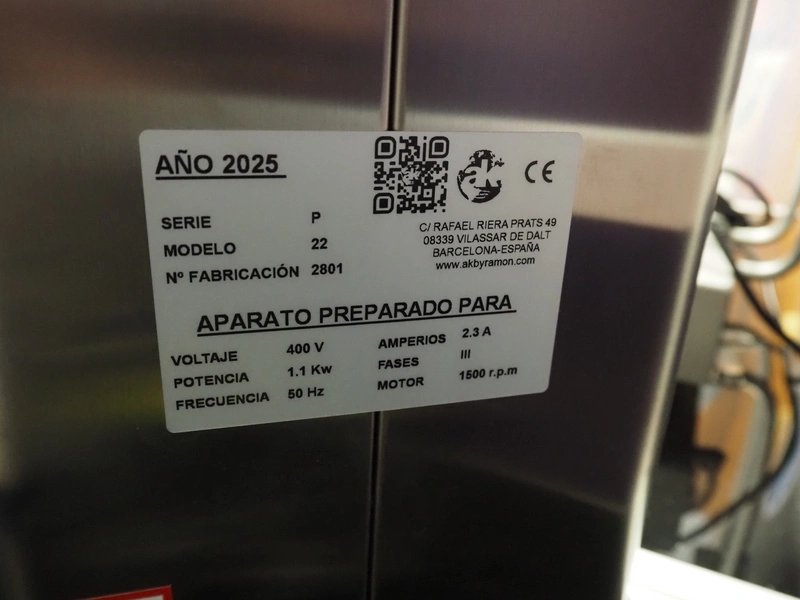 AÑO 2025
ak
CE
SERIE P
MODELO 22
Nº FABRICACIÓN 2801
C/ RAFAEL RIERA PRATS 49
08339 VILASSAR DE DALT
BARCELONA-ESPAÑA
www.akbyramon.com
APARATO PREPARADO PARA
VOLTAJE 400 V AMPERIOS 2.3 A
POTENCIA 1.1 Kw FASES III
FRECUENCIA 50 Hz MOTOR 1500 r.p.m